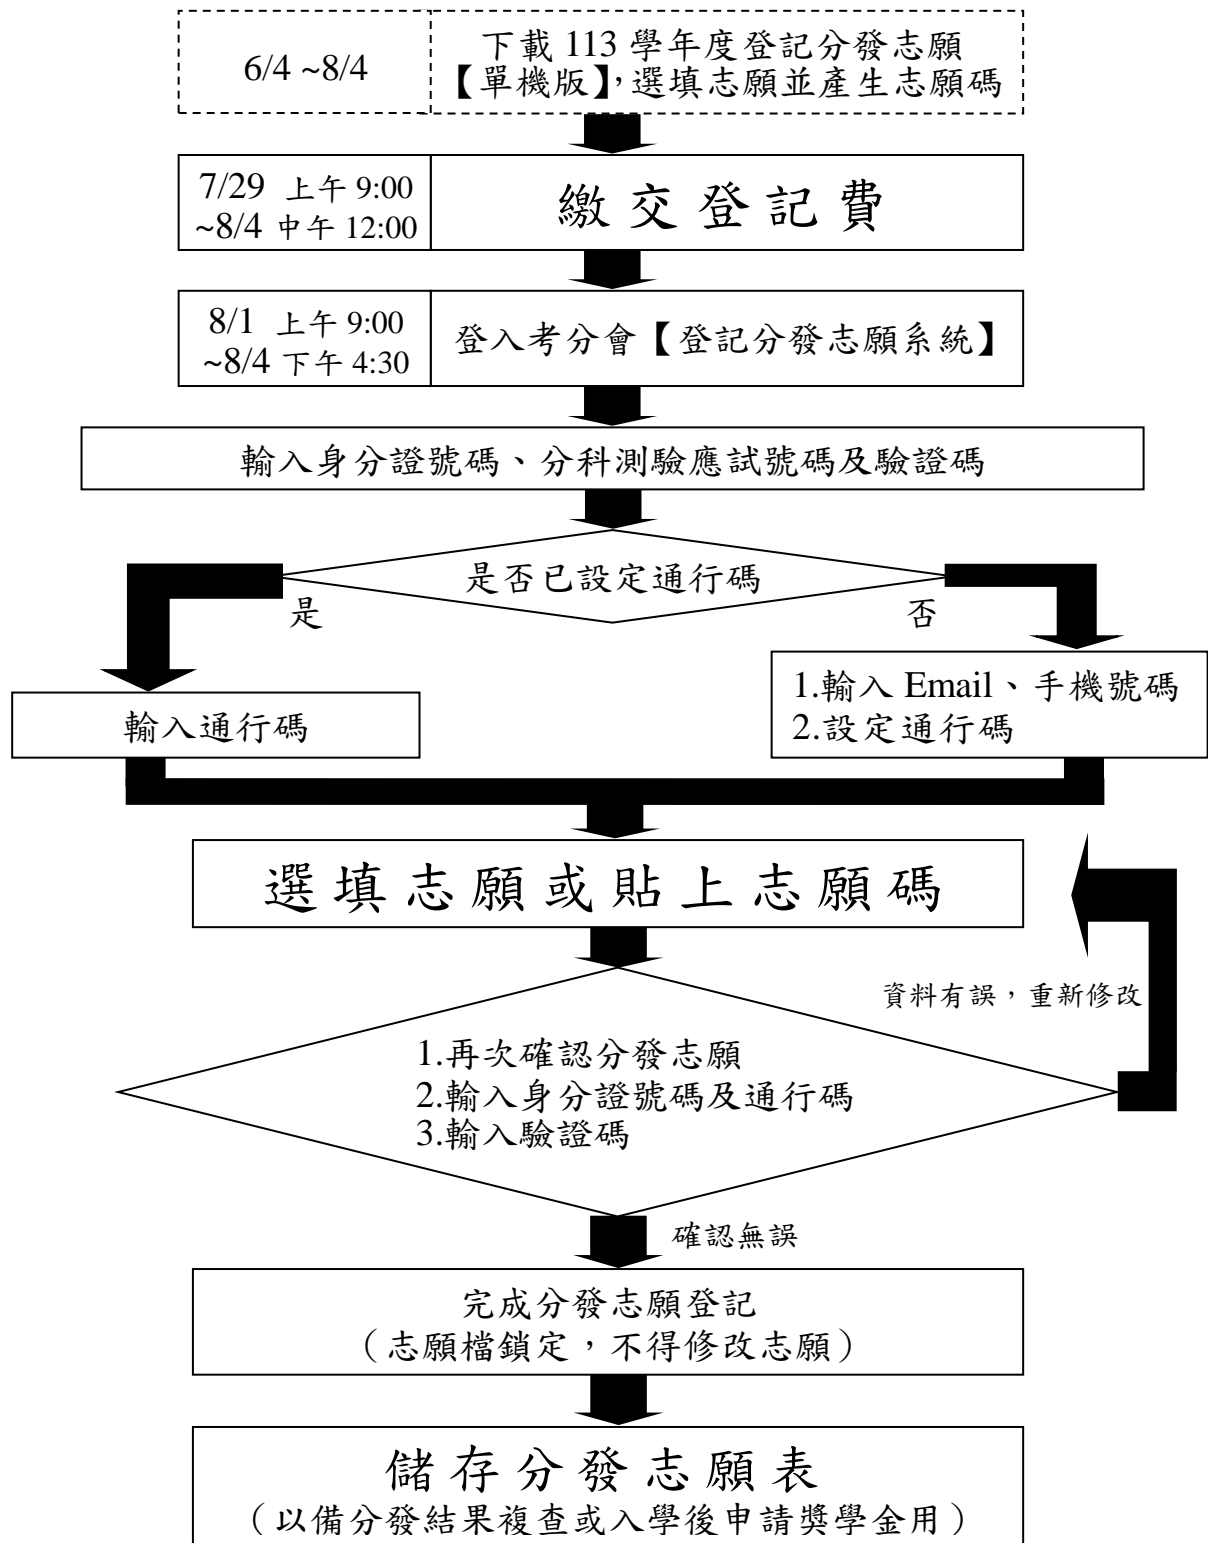 6/4 ~8/4
下載 113 學年度登記分發志願
【單機版】,選填志願並產生志願碼
7/29 上午 9:00
~8/4 中午 12:00
繳交登記費
8/1 上午 9:00
~8/4 下午 4:30
登入考分會【登記分發志願系統】
輸入身分證號碼、分科測驗應試號碼及驗證碼
是否已設定通行碼
是
否
輸入通行碼
1.輸入 Email、手機號碼
2.設定通行碼
選填志願或貼上志願碼
資料有誤，重新修改
1.再次確認分發志願
2.輸入身分證號碼及通行碼
3.輸入驗證碼
確認無誤
完成分發志願登記
（志願檔鎖定，不得修改志願）
儲存分發志願表
（以備分發結果複查或入學後申請獎學金用）